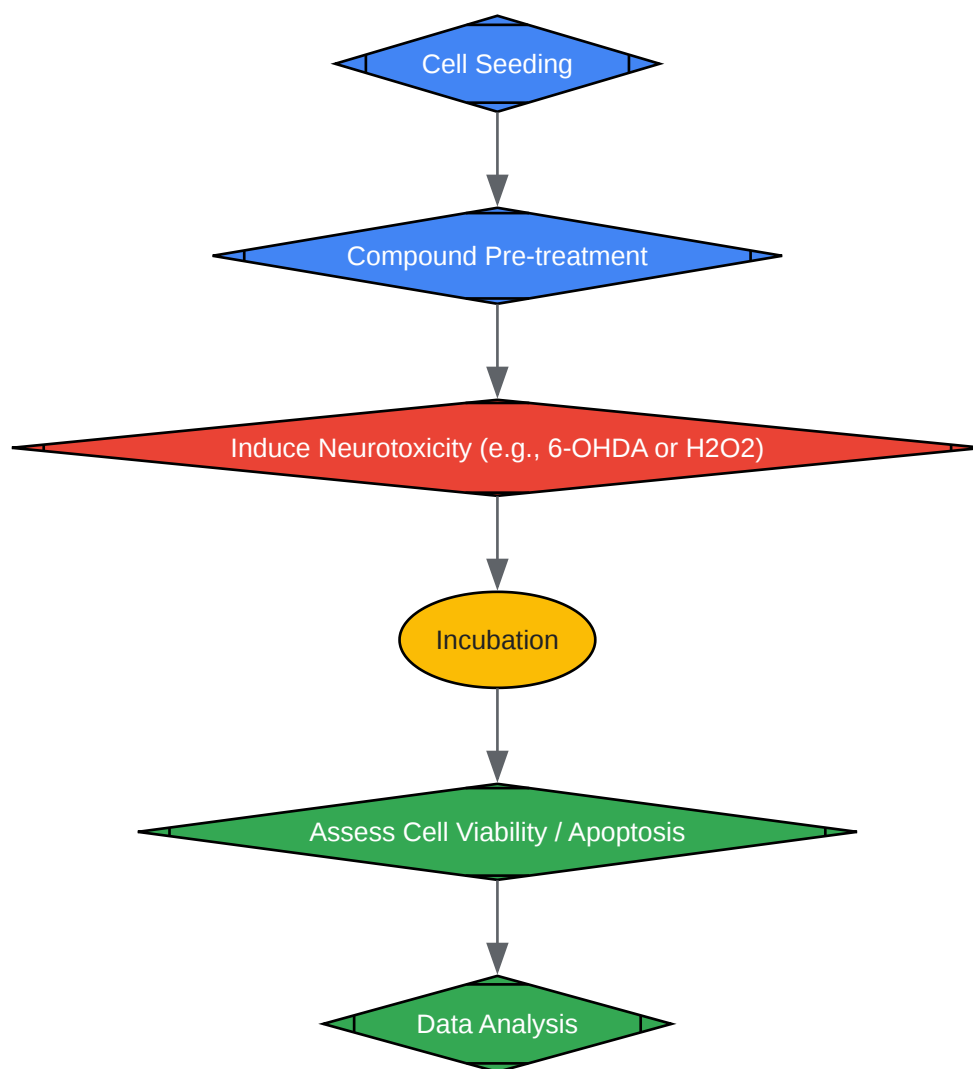 Cell Seeding
Compound Pre-treatment
Induce Neurotoxicity (e.g., 6-OHDA or H2O2)
Incubation
Assess Cell Viability / Apoptosis
Data Analysis